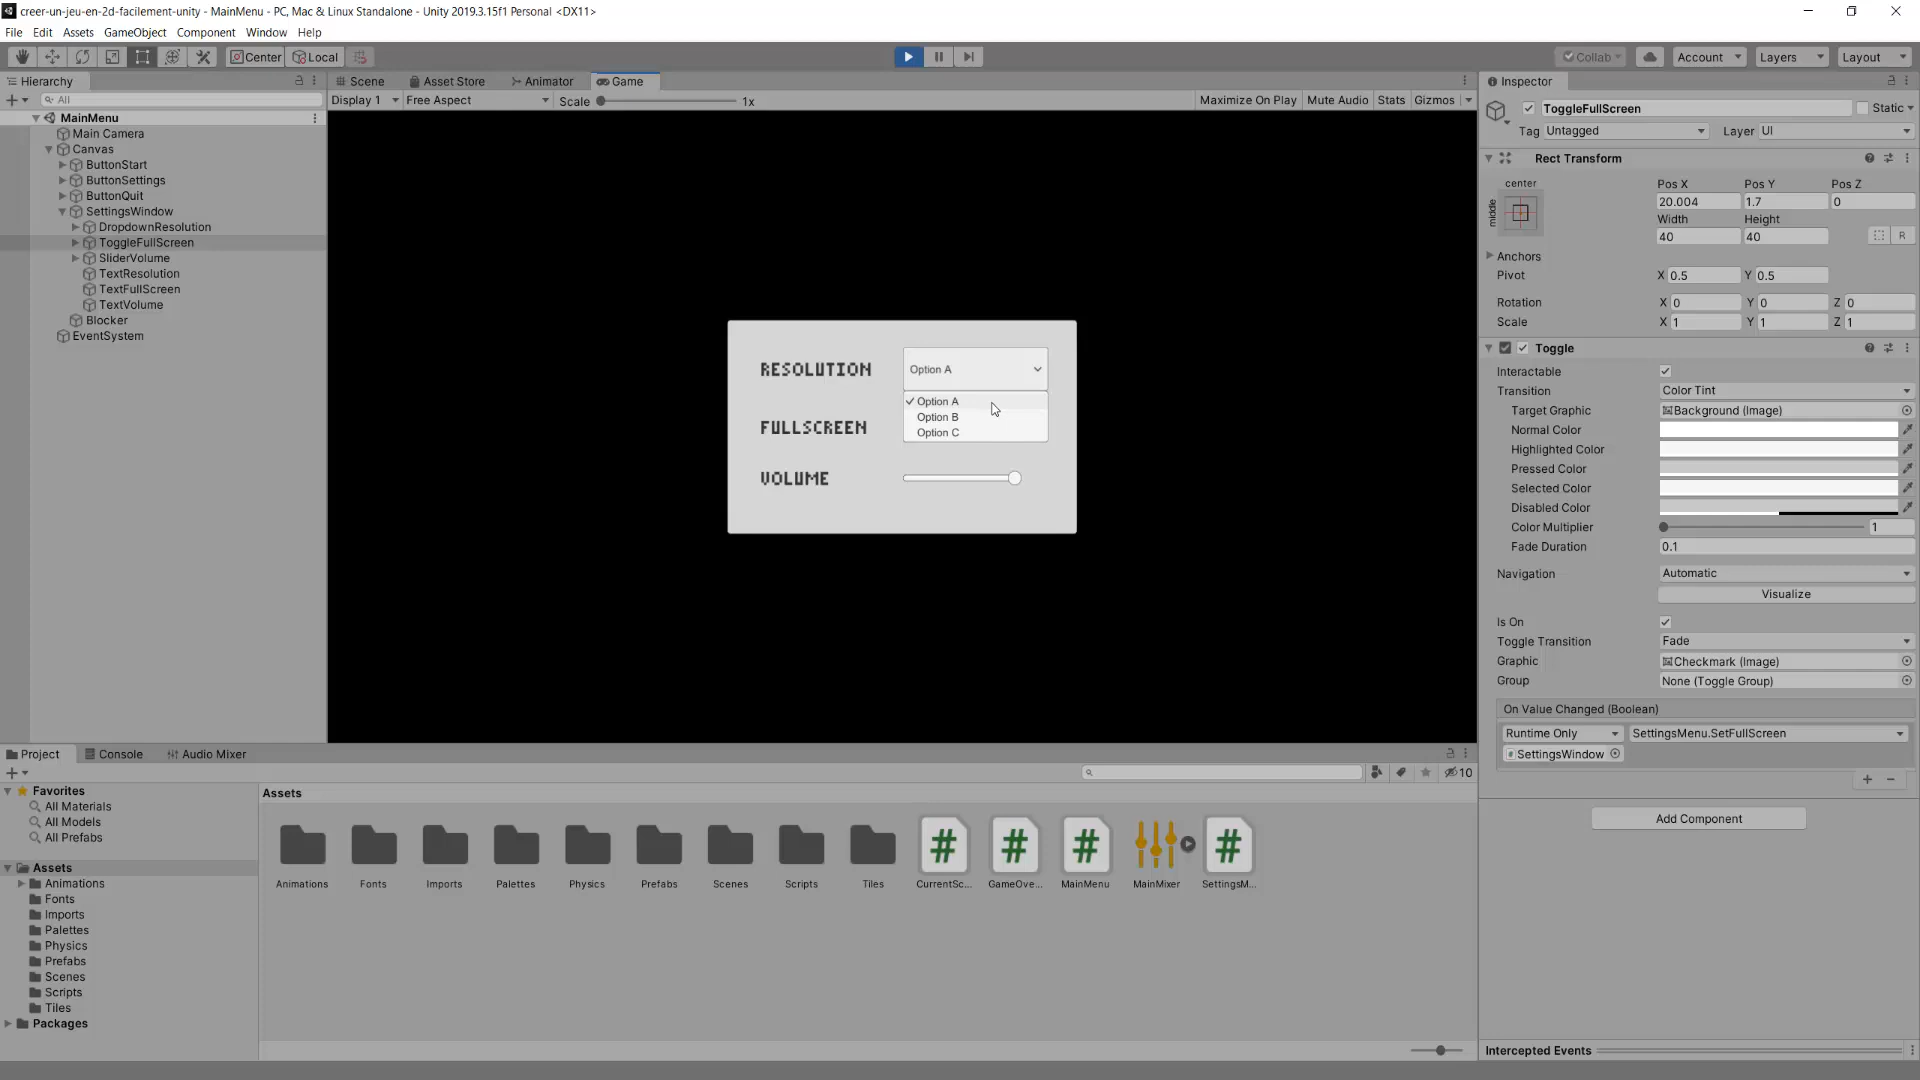 creer-un-jeu-en-2d-facilement-unity - MainMenu - PC, Mac & Linux Standalone - Unity 2019.3.15f1 Personal <DX11>
File Edit Assets GameObject Component Window Help
Center Local Collab Account Layers Layout
Hierarchy
All
MainMenu
Main Camera
Canvas
ButtonStart
ButtonSettings
ButtonQuit
SettingsWindow
DropdownResolution
ToggleFullScreen
SliderVolume
TextResolution
TextFullScreen
TextVolume
Blocker
EventSystem
Scene Asset Store Animator Game
Display 1 Free Aspect Scale 1x Maximize On Play Mute Audio Stats Gizmos
RESOLUTION Option A
Option A
Option B
Option C
FULLSCREEN
VOLUME
Inspector
ToggleFullScreen Static
Tag Untagged Layer UI
Rect Transform
center
middle
Pos X Pos Y Pos Z
20.004 1.7 0
Width Height
40 40 R
Anchors
Pivot X 0.5 Y 0.5
Rotation X 0 Y 0 Z 0
Scale X 1 Y 1 Z 1
Toggle
Interactable
Transition Color Tint
Target Graphic Background (Image)
Normal Color
Highlighted Color
Pressed Color
Selected Color
Disabled Color
Color Multiplier 1
Fade Duration 0.1
Navigation Automatic
Visualize
Is On
Toggle Transition Fade
Graphic Checkmark (Image)
Group None (Toggle Group)
On Value Changed (Boolean)
Runtime Only SettingsMenu.SetFullScreen
SettingsWindow
Add Component
Intercepted Events
Project Console Audio Mixer
10
Favorites
All Materials
All Models
All Prefabs
Assets
Animations
Fonts
Imports
Palettes
Physics
Prefabs
Scenes
Scripts
Tiles
Packages
Assets
Animations Fonts Imports Palettes Physics Prefabs Scenes Scripts Tiles CurrentSc... GameOve... MainMenu MainMixer SettingsM...